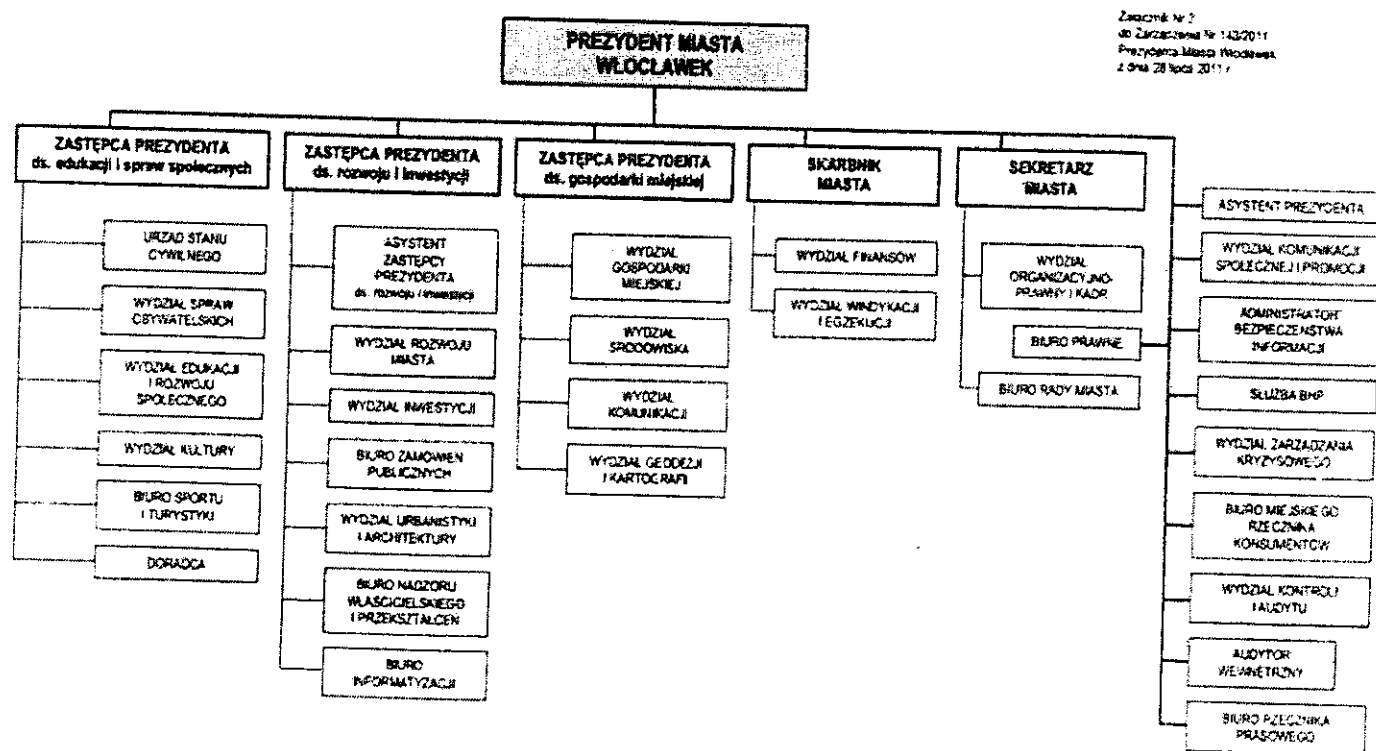 Załącznik Nr 2
do Zarządzenia Nr 143/2011
Prezydenta Miasta Włocławek
z dnia 28 lipca 2011 r
PREZYDENT MIASTA
WŁOCŁAWEK
ZASTĘPCA PREZYDENTA
ds. edukacji i spraw społecznych
URZĄD STANU
CYWILNEGO
WYDZIAŁ SPRAW
OBYWATELSKICH
WYDZIAŁ EDUKACJI
I ROZWOJU
SPOŁECZNEGO
WYDZIAŁ KULTURY
BIURO SPORTU
I TURYSTYKI
DORADCA
ZASTĘPCA PREZYDENTA
ds. rozwoju i inwestycji
ASYSTENT
ZASTĘPCY
PREZYDENTA
ds. rozwoju i inwestycji
WYDZIAŁ ROZWOJU
MIASTA
WYDZIAŁ INWESTYCJI
BIURO ZAMÓWIEŃ
PUBLICZNYCH
WYDZIAŁ URBANISTYKI
I ARCHITEKTURY
BIURO NADZORU
WŁAŚCICIELSKIEGO
I PRZEKSZTAŁCEŃ
BIURO
INFORMATYZACJI
ZASTĘPCA PREZYDENTA
ds. gospodarki miejskiej
WYDZIAŁ
GOSPODARKI
MIEJSKIEJ
WYDZIAŁ
ŚRODOWISKA
WYDZIAŁ
KOMUNIKACJI
WYDZIAŁ GEODEZJI
I KARTOGRAFII
SKARBNIK
MIASTA
WYDZIAŁ FINANSÓW
WYDZIAŁ WINDYKACJI
I EGZEKUCJI
SEKRETARZ
MIASTA
WYDZIAŁ
ORGANIZACYJNO-
PRAWNY I KADR
BIURO PRAWNE
BIURO RADY MIASTA
ASYSTENT PREZYDENTA
WYDZIAŁ KOMUNIKACJI
SPOŁECZNEJ I PROMOCJI
ADMINISTRATOR
BEZPIECZEŃSTWA
INFORMACJI
SŁUŻBA BHP
WYDZIAŁ ZARZĄDZANIA
KRYZYSOWEGO
BIURO MIEJSKIEGO
RZECZNIKA
KONSUMENTÓW
WYDZIAŁ KONTROLI
I AUDYTU
AUDYTOR
WEWNĘTRZNY
BIURO RZECZNIKA
PRASOWEGO